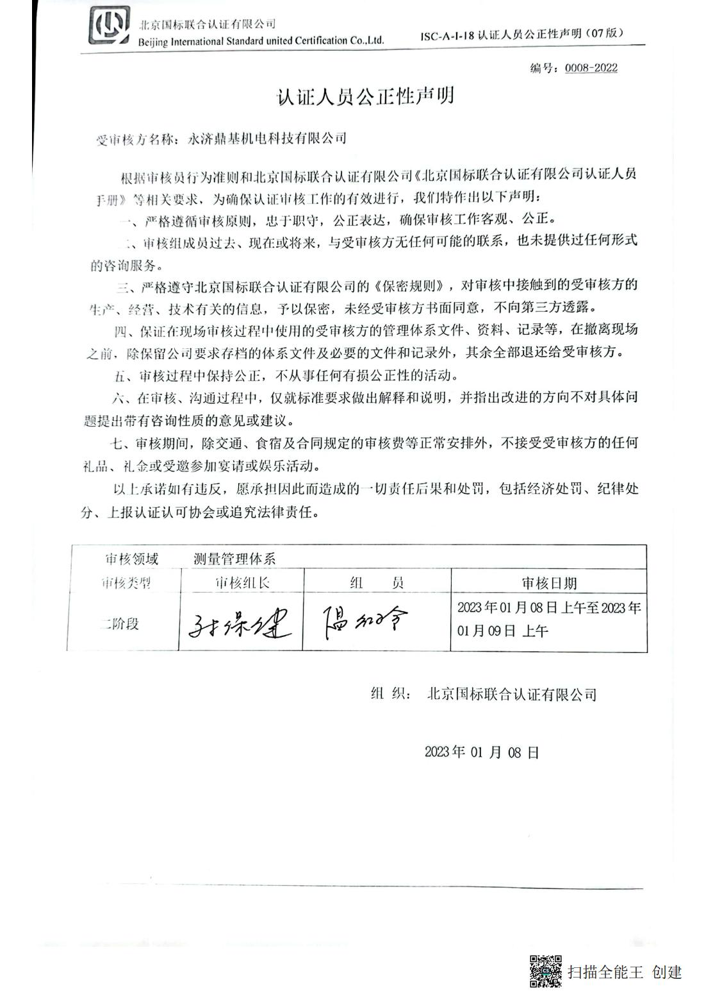 北京国标联合认证有限公司
Beijing International Standard united Certification Co.,Ltd.
ISC-A-I-18 认证人员公正性声明（07 版）
编号：0008-2022
认证人员公正性声明
受审核方名称：永济鼎基机电科技有限公司
根据审核员行为准则和北京国标联合认证有限公司《北京国标联合认证有限公司认证人员
手册》等相关要求，为确保认证审核工作的有效进行，我们特作出以下声明：
一、严格遵循审核原则，忠于职守，公正表达，确保审核工作客观、公正。
二、审核组成员过去、现在或将来，与受审核方无任何可能的联系，也未提供过任何形式
的咨询服务。
三、严格遵守北京国标联合认证有限公司的《保密规则》，对审核中接触到的受审核方的
生产、经营、技术有关的信息，予以保密，未经受审核方书面同意，不向第三方透露。
四、保证在现场审核过程中使用的受审核方的管理体系文件、资料、记录等，在撤离现场
之前，除保留公司要求存档的体系文件及必要的文件和记录外，其余全部退还给受审核方。
五、审核过程中保持公正，不从事任何有损公正性的活动。
六、在审核、沟通过程中，仅就标准要求做出解释和说明，并指出改进的方向不对具体问
题提出带有咨询性质的意见或建议。
七、审核期间，除交通、食宿及合同规定的审核费等正常安排外，不接受受审核方的任何
礼品、礼金或受邀参加宴请或娱乐活动。
以上承诺如有违反，愿承担因此而造成的一切责任后果和处罚，包括经济处罚、纪律处
分、上报认证认可协会或追究法律责任。
审核领域 测量管理体系
审核类型 审核组长 组 员 审核日期
二阶段 保健 温红令 2023 年 01 月 08 日 上午至 2023 年
01 月 09 日 上午
组 织： 北京国标联合认证有限公司
2023 年 01 月 08 日
扫描全能王 创建